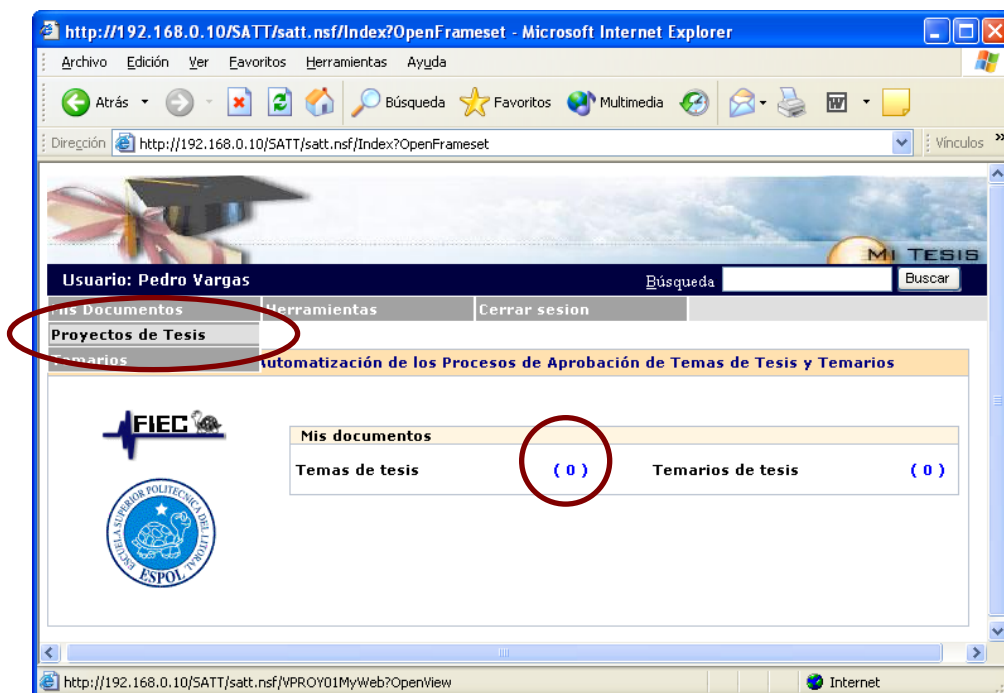 http://192.168.0.10/SATT/satt.nsf/Index?OpenFrameset - Microsoft Internet Explorer
Archivo Edición Ver Favoritos Herramientas Ayuda
Atrás Búsqueda Favoritos Multimedia
Dirección http://192.168.0.10/SATT/satt.nsf/Index?OpenFrameset Vínculos »
MI TESIS
Usuario: Pedro Vargas Búsqueda Buscar
Mis Documentos Herramientas Cerrar sesion
Proyectos de Tesis
Temarios
Automatización de los Procesos de Aprobación de Temas de Tesis y Temarios
FIEC
Mis documentos
Temas de tesis ( 0 ) Temarios de tesis ( 0 )
ESCUELA SUPERIOR POLITECNICA DEL LITORAL
ESPOL
http://192.168.0.10/SATT/satt.nsf/VPROY01MyWeb?OpenView Internet